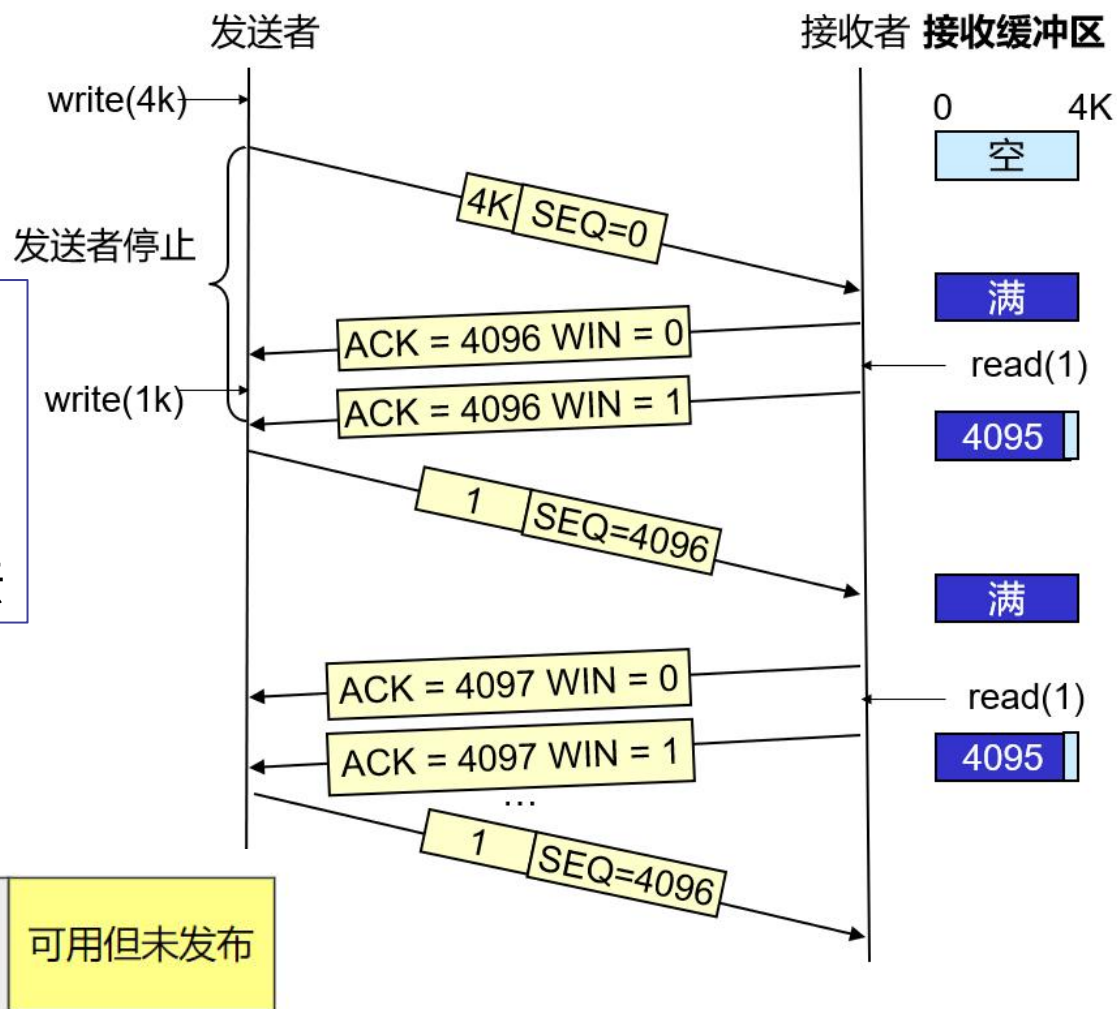 发送者
接收者 接收缓冲区
write(4k)
0 4K
空
4K SEQ=0
发送者停止
满
ACK = 4096 WIN = 0
read(1)
write(1k)
ACK = 4096 WIN = 1
4095
1 SEQ=4096
满
ACK = 4097 WIN = 0
read(1)
ACK = 4097 WIN = 1
4095
...
1 SEQ=4096
可用但未发布